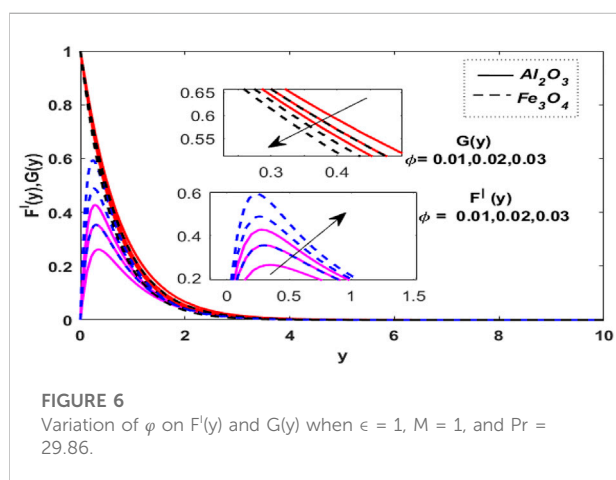 1
0.8
0.6
0.4
0.2
0
F^|(y),G(y)
0.65
0.6
0.55
0.3 0.4
Al₂O₃
Fe₃O₄
G(y)
ϕ= 0.01,0.02,0.03
F^| (y)
ϕ = 0.01,0.02,0.03
0.6
0.4
0.2
0 0.5 1 1.5
0 2 4 6 8 10
y
FIGURE 6
Variation of φ on F^|(y) and G(y) when ϵ = 1, M = 1, and Pr =
29.86.